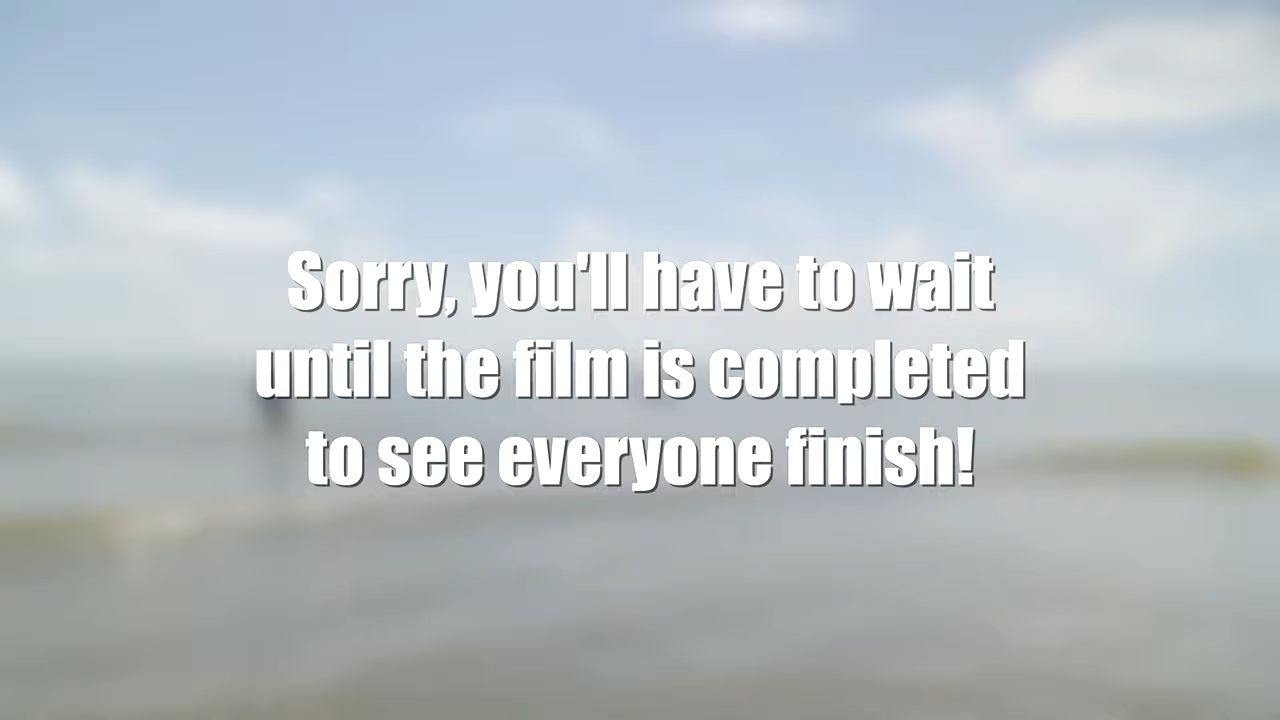 Sorry, you'll have to wait
until the film is completed
to see everyone finish!